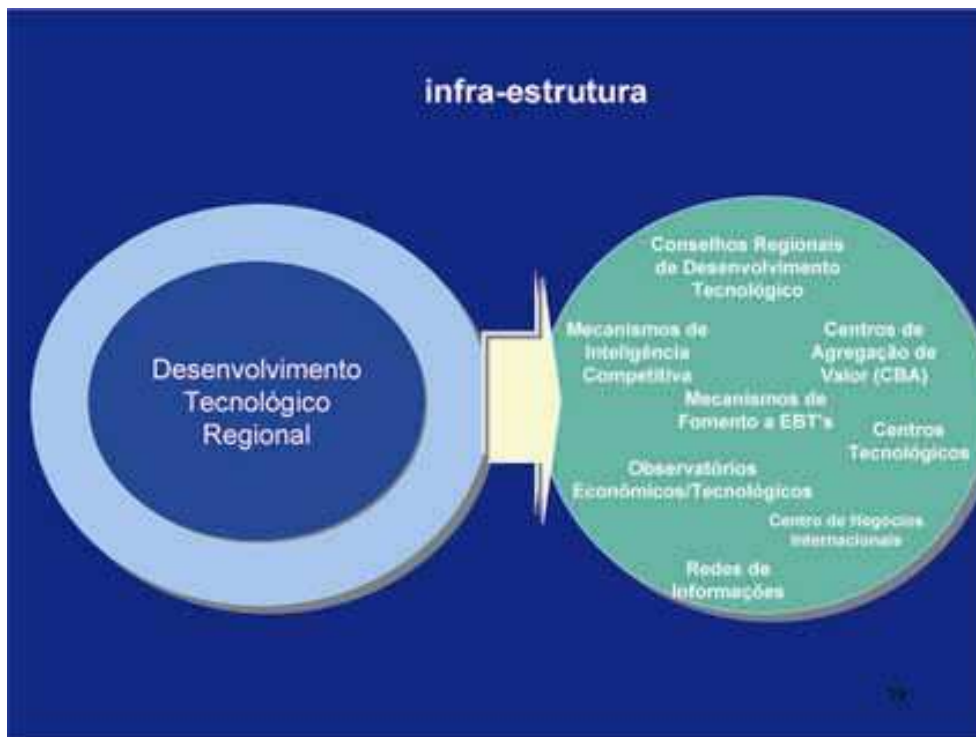 infra-estrutura
Desenvolvimento
Tecnológico
Regional
Conselhos Regionais
de Desenvolvimento
Tecnológico
Mecanismos de
Inteligência
Competitiva
Centros de
Agregação de
Valor (CBA)
Mecanismos de
Fomento a EBT's
Centros
Tecnológicos
Observatórios
Econômicos/Tecnológicos
Centro de Negócios
Internacionais
Redes de
Informações